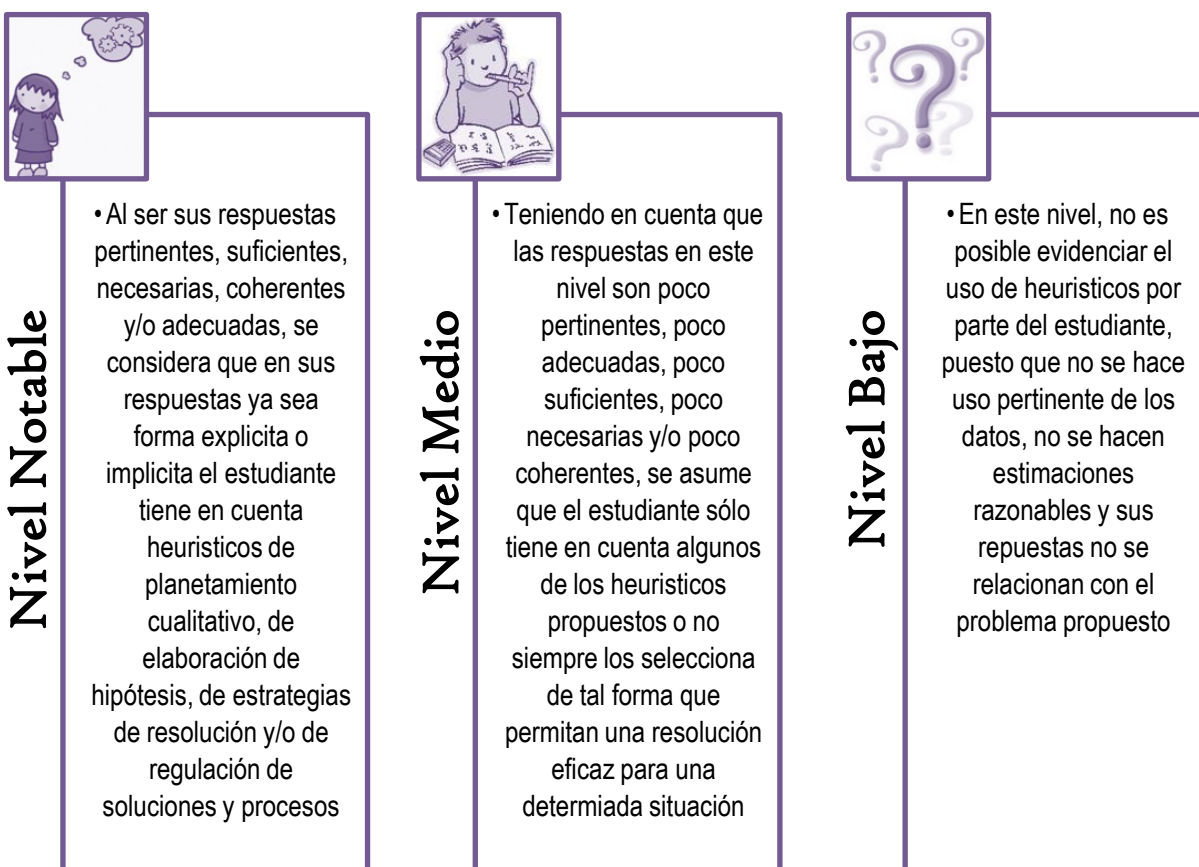 Nivel Notable
• Al ser sus respuestas
pertinentes, suficientes,
necesarias, coherentes
y/o adecuadas, se
considera que en sus
respuestas ya sea
forma explicita o
implicita el estudiante
tiene en cuenta
heuristicos de
planetamiento
cualitativo, de
elaboración de
hipótesis, de estrategias
de resolución y/o de
regulación de
soluciones y procesos
Nivel Medio
• Teniendo en cuenta que
las respuestas en este
nivel son poco
pertinentes, poco
adecuadas, poco
suficientes, poco
necesarias y/o poco
coherentes, se asume
que el estudiante sólo
tiene en cuenta algunos
de los heuristicos
propuestos o no
siempre los selecciona
de tal forma que
permitan una resolución
eficaz para una
determiada situación
Nivel Bajo
• En este nivel, no es
posible evidenciar el
uso de heuristicos por
parte del estudiante,
puesto que no se hace
uso pertinente de los
datos, no se hacen
estimaciones
razonables y sus
repuestas no se
relacionan con el
problema propuesto